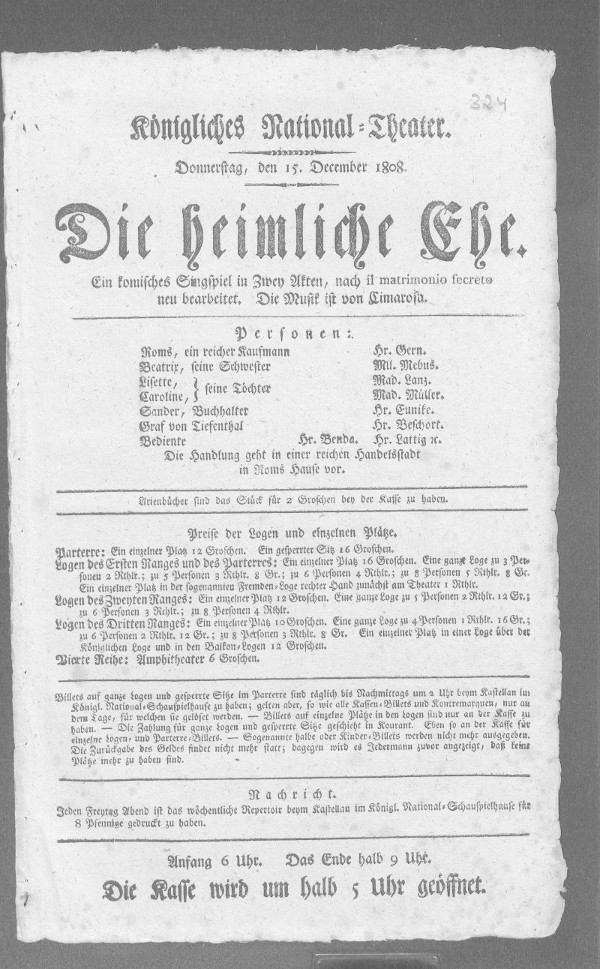 324
Königliches National-Theater.
Donnerstag, den 15. December 1808.
Die heimliche Ehe.
Ein komisches Singspiel in Zwey Akten, nach il matrimonio secreto
neu bearbeitet. Die Musik ist von Cimarosa.
Personen:
Roms, ein reicher Kaufmann Hr. Gern.
Beatrix, seine Schwester Mll. Mebus.
Lisette, } seine Töchter Mad. Lanz.
Caroline, Mad. Müller.
Sander, Buchhalter Hr. Eunike.
Graf von Tiefenthal Hr. Beschort.
Bediente Hr. Benda. Hr. Lattig ꝛc.
Die Handlung geht in einer reichen Handelsstadt
in Roms Hause vor.
Arienbücher sind das Stück für 2 Groschen bey der Kasse zu haben.
Preise der Logen und einzelnen Plätze.
Parterre: Ein einzelner Platz 12 Groschen. Ein gesperrter Sitz 16 Groschen.
Logen des Ersten Ranges und des Parterres: Ein einzelner Platz 16 Groschen. Eine ganze Loge zu 3 Per-
sonen 2 Rthlr.; zu 5 Personen 3 Rthlr. 8 Gr.; zu 6 Personen 4 Rthlr.; zu 8 Personen 5 Rthlr. 8 Gr.
Ein einzelner Platz in der sogenannten Fremden-Loge rechter Hand zunächst am Theater 1 Rthlr.
Logen des Zweyten Ranges: Ein einzelner Platz 12 Groschen. Eine ganze Loge zu 5 Personen 2 Rthlr. 12 Gr.;
zu 6 Personen 3 Rthlr.; zu 8 Personen 4 Rthlr.
Logen des Dritten Ranges: Ein einzelner Platz 10 Groschen. Eine ganze Loge zu 4 Personen 1 Rthlr. 16 Gr.;
zu 6 Personen 2 Rthlr. 12 Gr.; zu 8 Personen 3 Rthlr. 8 Gr. Ein einzelner Platz in einer Loge über der
Königlichen Loge und in den Balkon-Logen 12 Groschen.
Vierte Reihe: Amphitheater 6 Groschen.
Billets auf ganze Logen und gesperrte Sitze im Parterre sind täglich bis Nachmittags um 2 Uhr beym Kastellan im
Königl. National-Schauspielhause zu haben; gelten aber, so wie alle Kassen-Billets und Kontremarquen, nur an
dem Tage, für welchen sie gelöset werden. — Billets auf einzelne Plätze in den Logen sind nur an der Kasse zu
haben. — Die Zahlung für ganze Logen und gesperrte Sitze geschieht in Kourant. Eben so an der Kasse für
einzelne Logen- und Parterre-Billets. — Sogenannte halbe oder Kinder-Billets werden nicht mehr ausgegeben.
Die Zurückgabe des Geldes findet nicht mehr statt; dagegen wird es Jedermann zuvor angezeigt, daß keine
Plätze mehr zu haben sind.
Nachricht.
Jeden Freytag Abend ist das wöchentliche Repertoir beym Kastellan im Königl. National-Schauspielhause für
8 Pfennige gedruckt zu haben.
Anfang 6 Uhr. Das Ende halb 9 Uhr.
Die Kasse wird um halb 5 Uhr geöffnet.